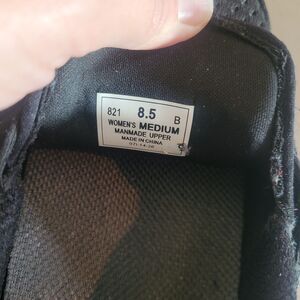 821 8.5 B
WOMEN'S MEDIUM
MANMADE UPPER
MADE IN CHINA